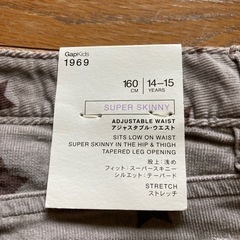 GapKids
1969
160 CM
14–15 YEARS
SUPER SKINNY
ADJUSTABLE WAIST
アジャスタブル・ウエスト
SITS LOW ON WAIST
SUPER SKINNY IN THE HIP & THIGH
TAPERED LEG OPENING
股上:浅め
フィット:スーパースキニー
シルエット:テーパード
STRETCH
ストレッチ